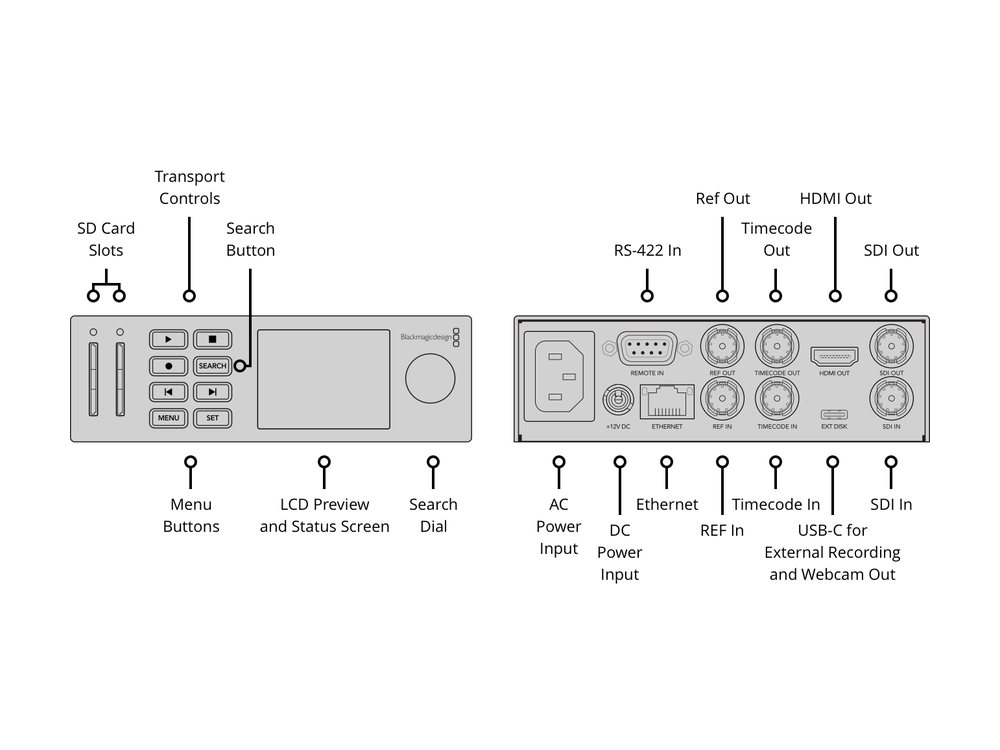 Transport
Controls
SD Card
Slots
Search
Button
Blackmagicdesign
SEARCH
MENU
SET
Menu
Buttons
LCD Preview
and Status Screen
Search
Dial
Ref Out
HDMI Out
RS-422 In
Timecode
Out
SDI Out
REMOTE IN
REF OUT
TIMECODE OUT
HDMI OUT
SDI OUT
+12V DC
ETHERNET
REF IN
TIMECODE IN
EXT DISK
SDI IN
AC
Power
Input
DC
Power
Input
Ethernet
REF In
Timecode In
USB-C for
External Recording
and Webcam Out
SDI In